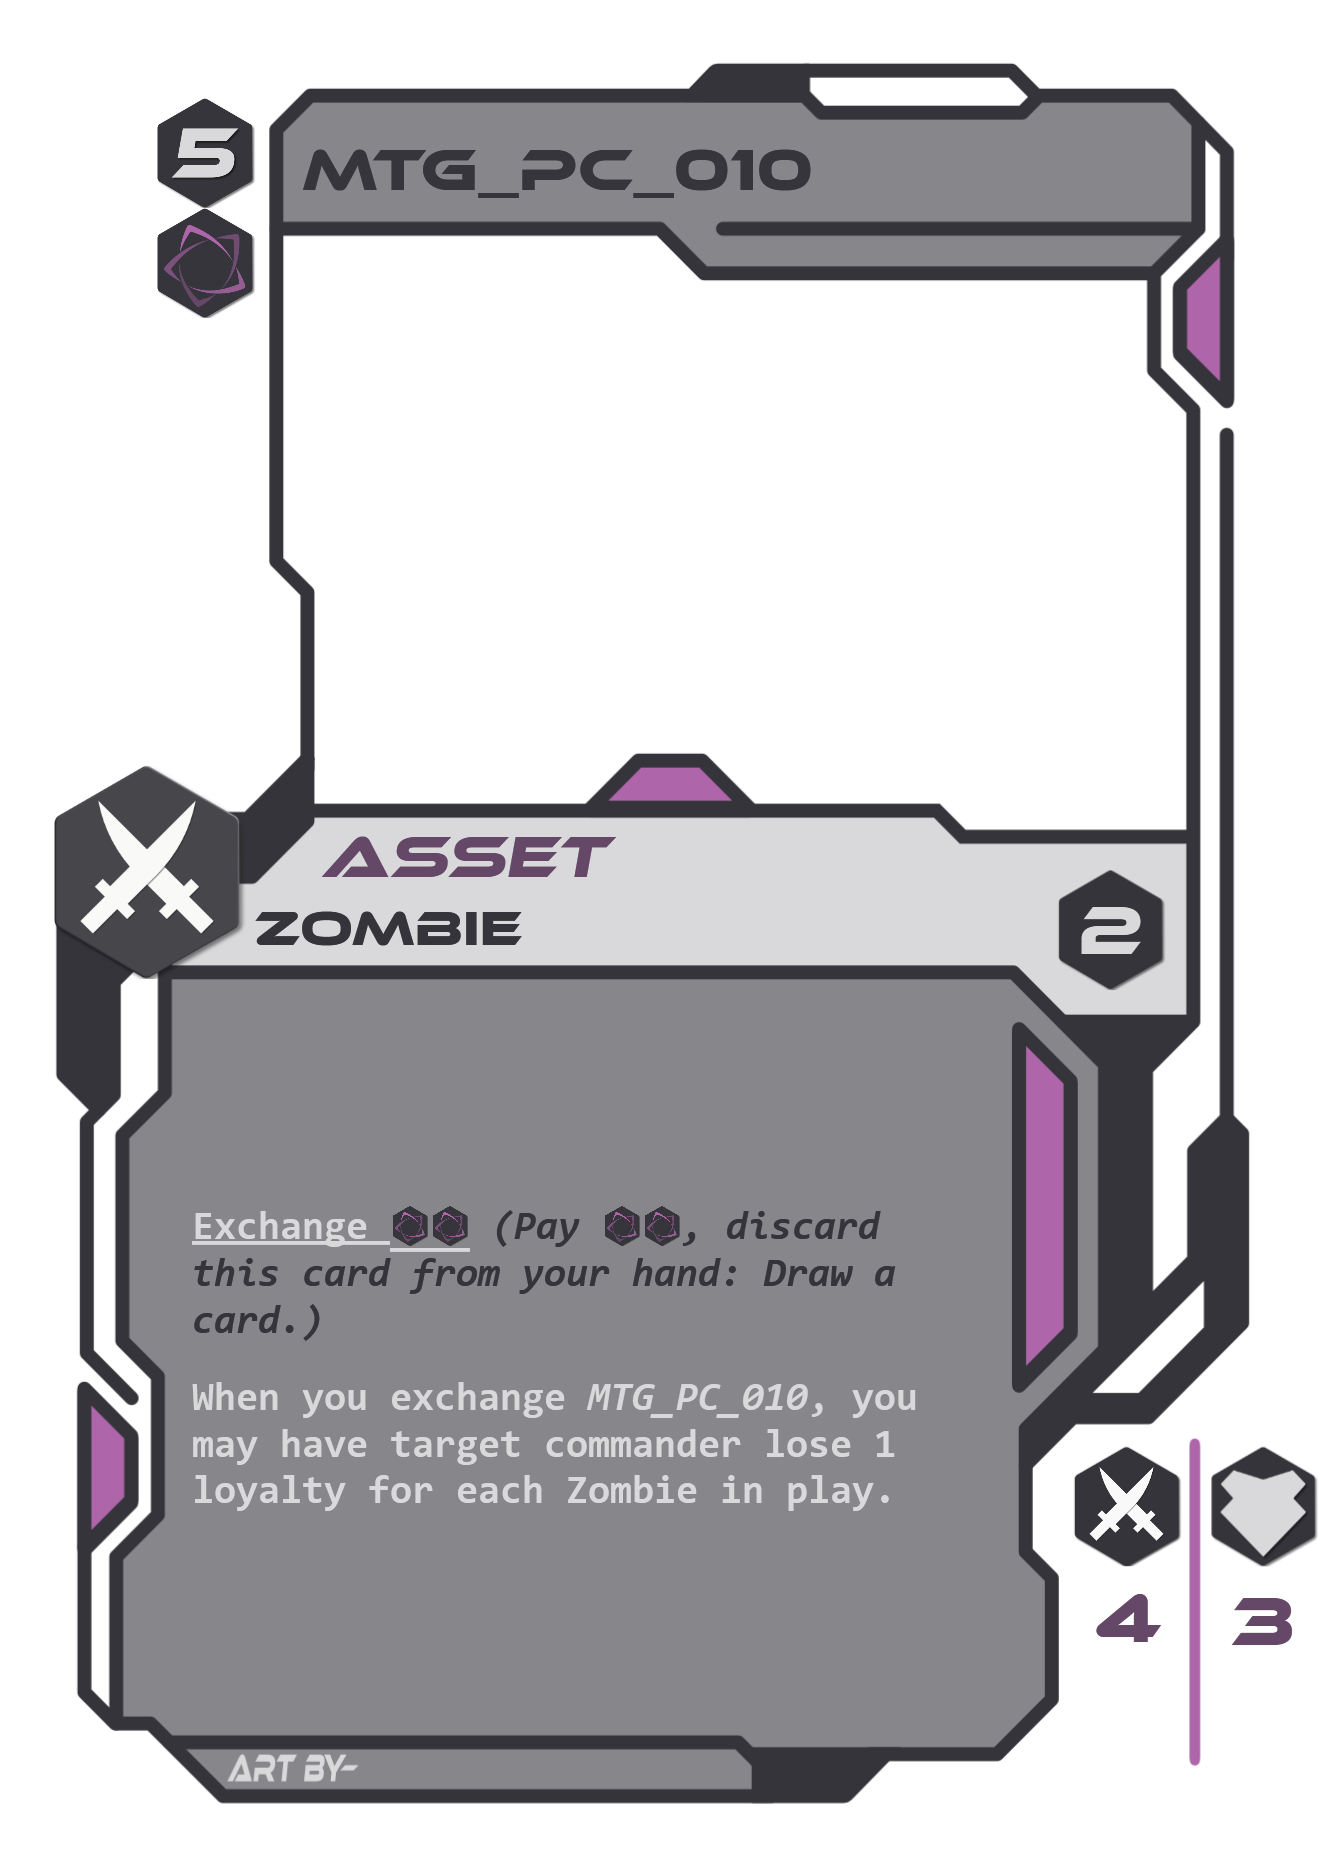 5
MTG_PC_010
ASSET
ZOMBIE
2
Exchange (Pay , discard
this card from your hand: Draw a
card.)
When you exchange MTG_PC_010, you
may have target commander lose 1
loyalty for each Zombie in play.
4 3
ART BY-